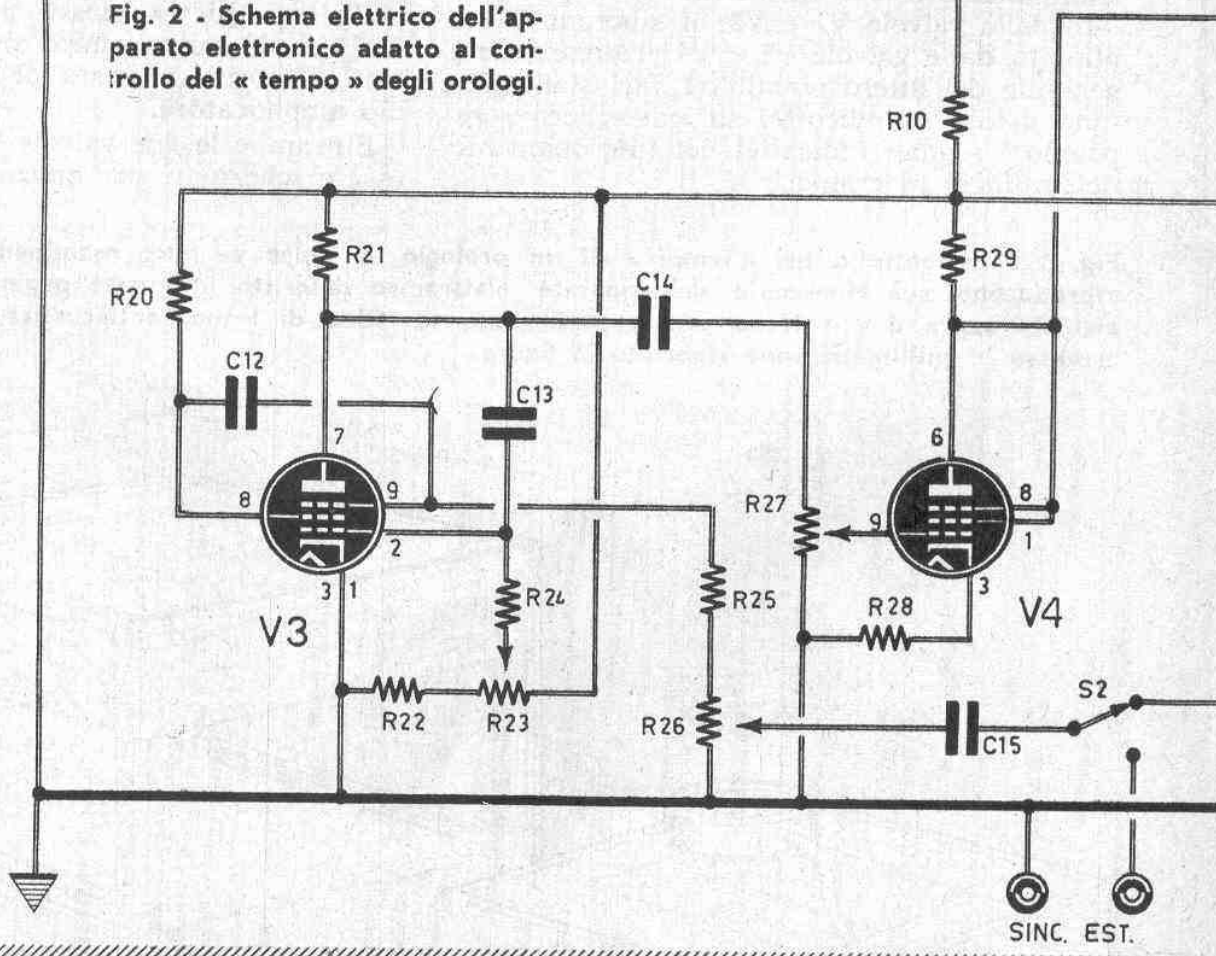 Fig. 2 - Schema elettrico dell'ap-
parato elettronico adatto al con-
trollo del « tempo » degli orologi.
R10
R21
R29
R20
C14
C12
C13
7
6
8
9
R27
8
9
2
1
3 1
R24
R25
R28
3
V3
V4
S2
R22
R23
R26
C15
SINC. EST.